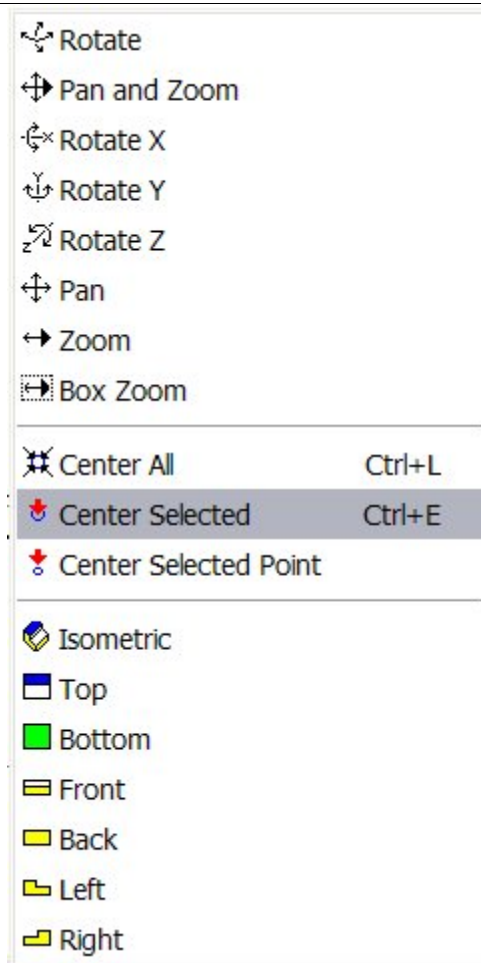 Rotate
Pan and Zoom
Rotate X
Rotate Y
Rotate Z
Pan
Zoom
Box Zoom
Center All Ctrl+L
Center Selected Ctrl+E
Center Selected Point
Isometric
Top
Bottom
Front
Back
Left
Right